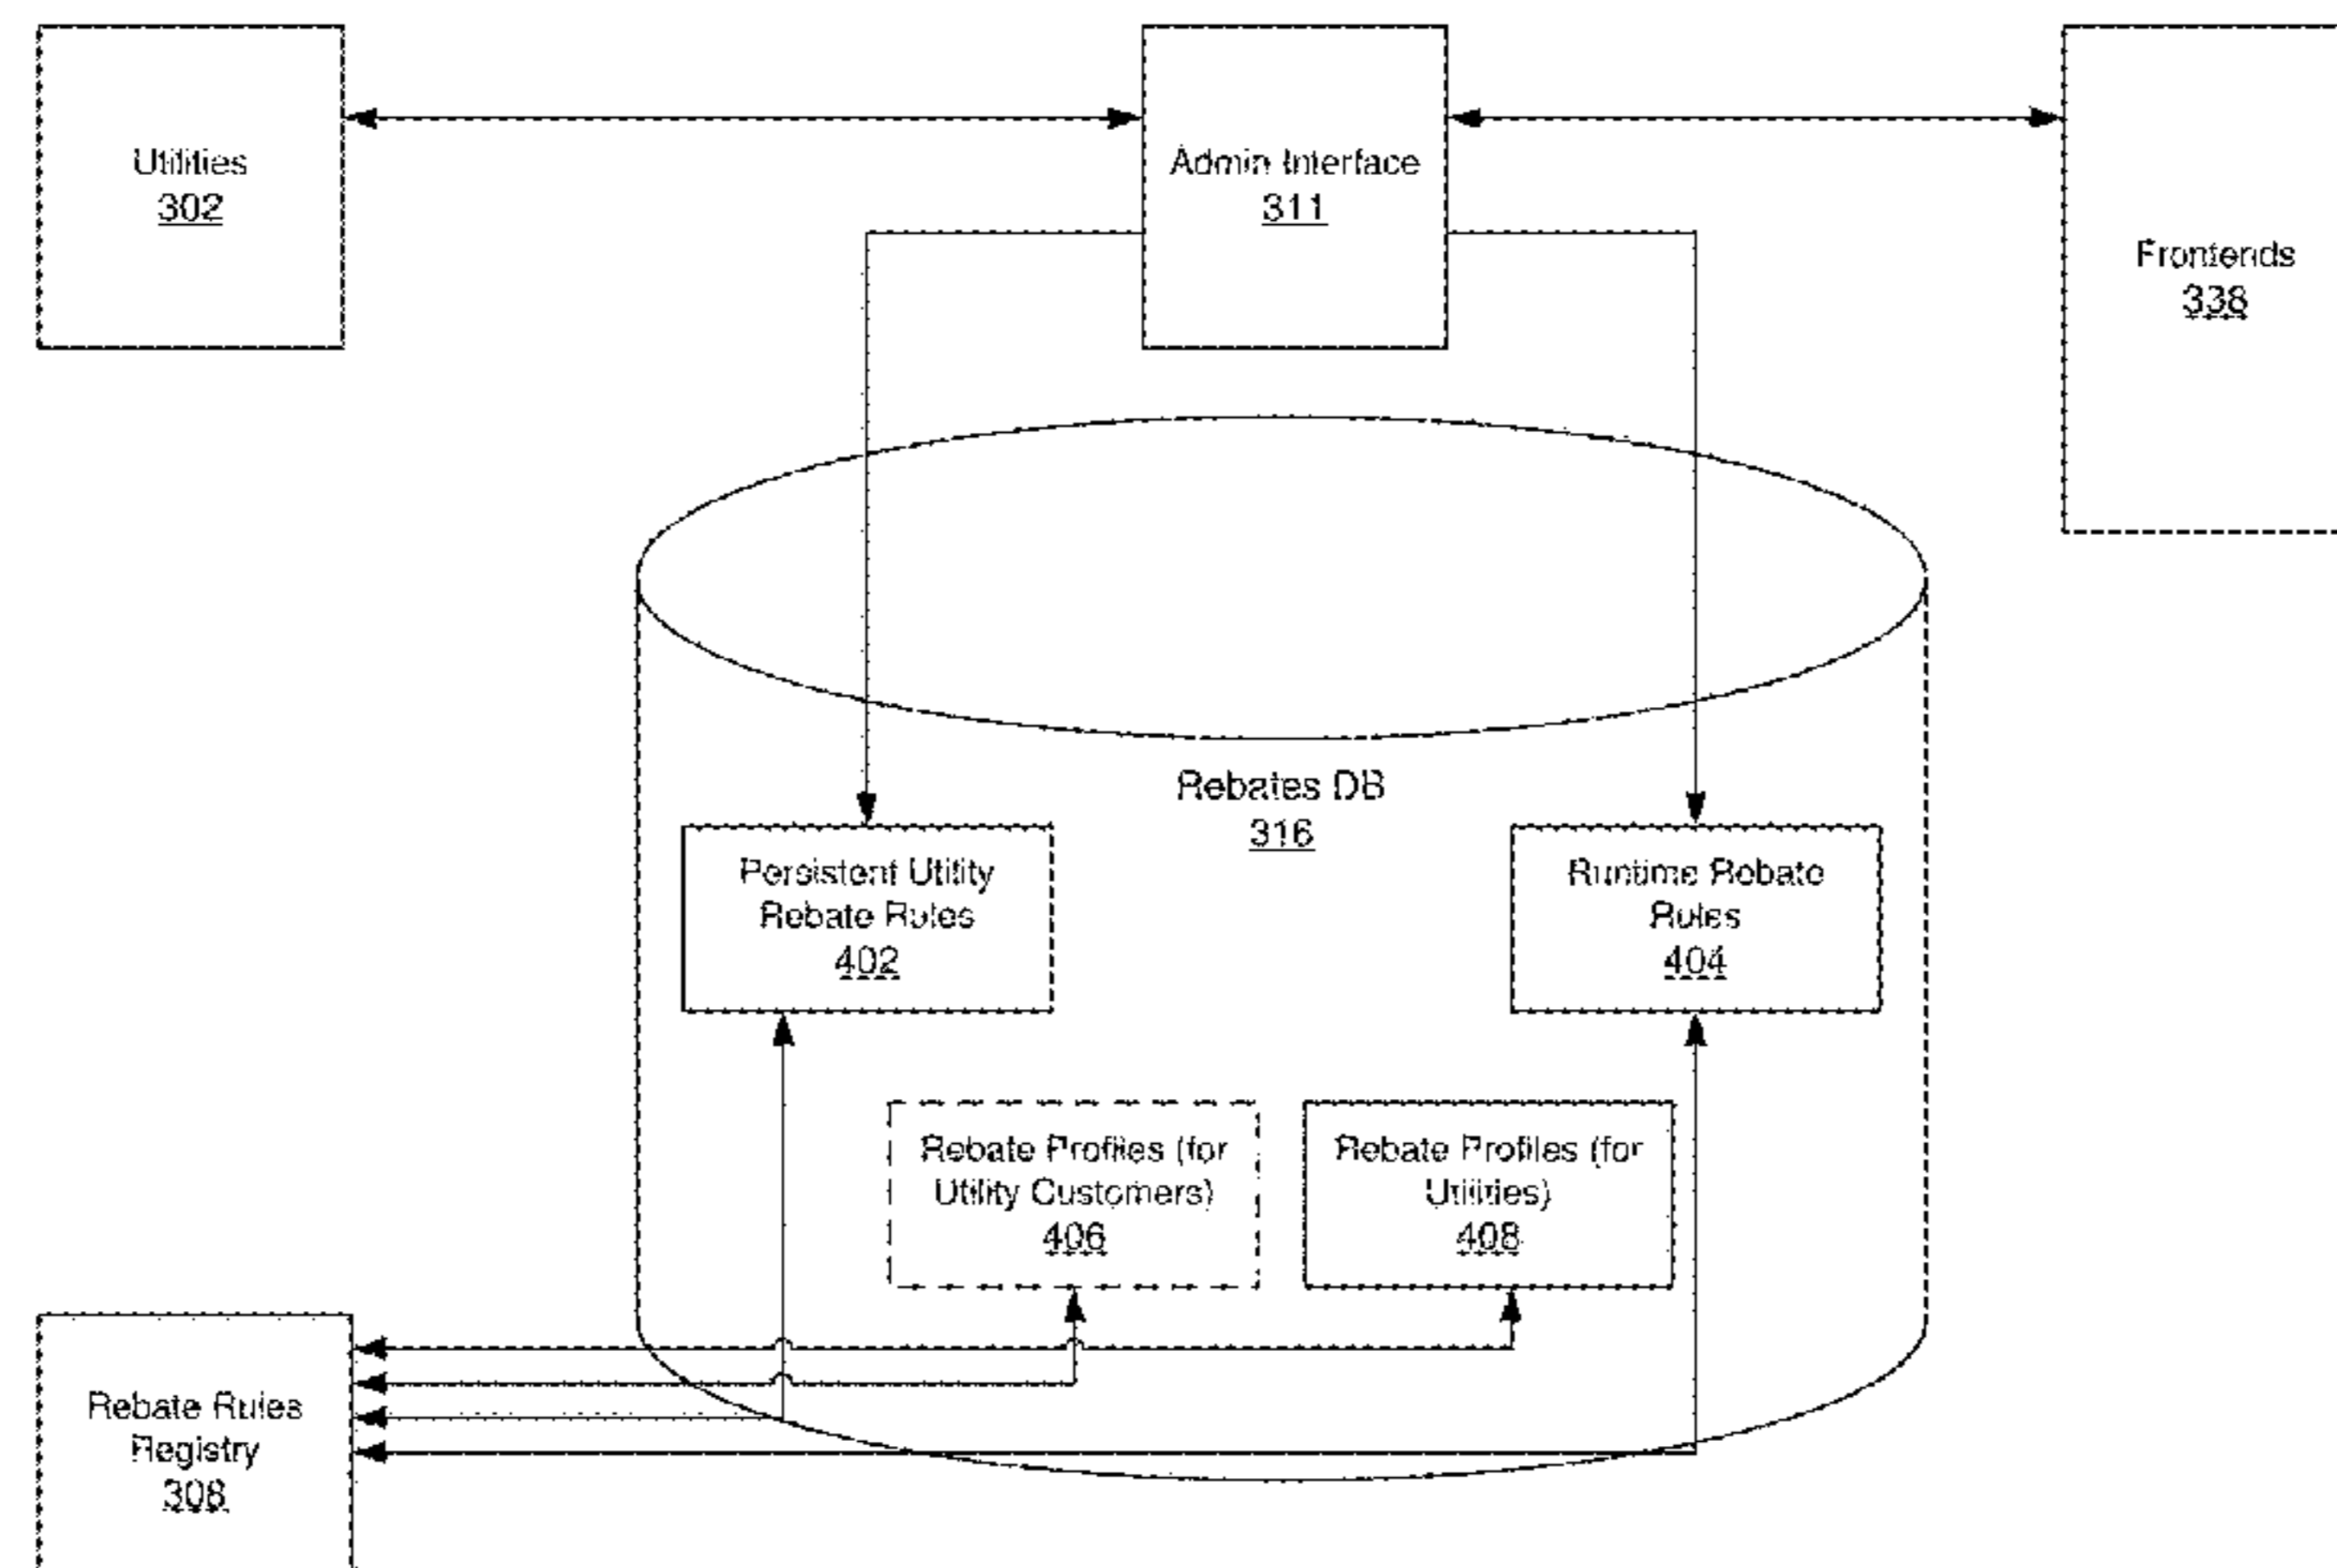 Utilities
302
Admin Interface
311
Frontends
338
Rebates DB
316
Persistent Utility
Rebate Rules
402
Runtime Rebate
Rules
404
Rebate Profiles (for
Utility Customers)
406
Rebate Profiles (for
Utilities)
408
Rebate Rules
Registry
308